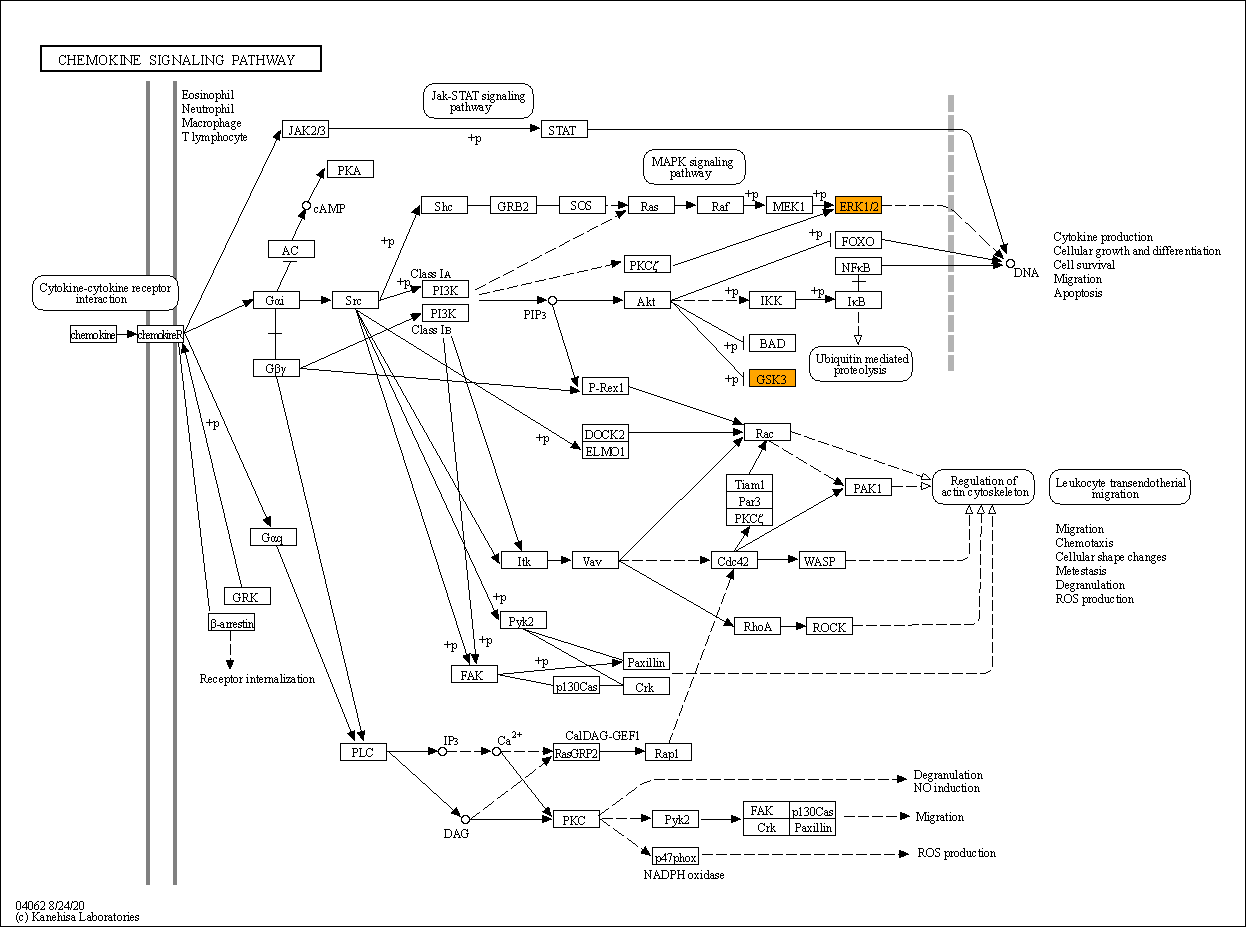 CHEMOKINE SIGNALING PATHWAY
Eosinophil
Neutrophil
Macrophage
T lymphocyte
Jak-STAT signaling
pathway
JAK2/3
+p
STAT
MAPK signaling
pathway
PKA
cAMP
AC
Shc
GRB2
SOS
Ras
Raf
+p
MEK1
+p
ERK1/2
+p
+p
FOXO
Cytokine production
Cellular growth and differentiation
Cell survival
Migration
Apoptosis
DNA
Cytokine-cytokine receptor
interaction
Class IA
PKCζ
NFκB
Gαi
Src
+p
PI3K
PI3K
Class IB
PIP3
Akt
+p
IKK
+p
IκB
chemokine
chemokineR
+p
BAD
Ubiquitin mediated
proteolysis
Gβγ
+p
GSK3
P-Rex1
+p
+p
DOCK2
ELMO1
Rac
Tiam1
Par3
PKCζ
PAK1
Regulation of
actin cytoskeleton
Leukocyte transendothelial
migration
Gαq
Migration
Chemotaxis
Cellular shape changes
Metestasis
Degranulation
ROS production
Itk
Vav
Cdc42
WASP
GRK
β-arrestin
+p
Pyk2
RhoA
ROCK
Receptor internalization
+p
+p
FAK
+p
Paxillin
p130Cas
Crk
PLC
IP3
Ca2+
CalDAG-GEF1
RasGRP2
Rap1
DAG
PKC
Degranulation
NO induction
Pyk2
FAK
p130Cas
Crk
Paxillin
Migration
p47phox
NADPH oxidase
ROS production
04062 8/24/20
(c) Kanehisa Laboratories